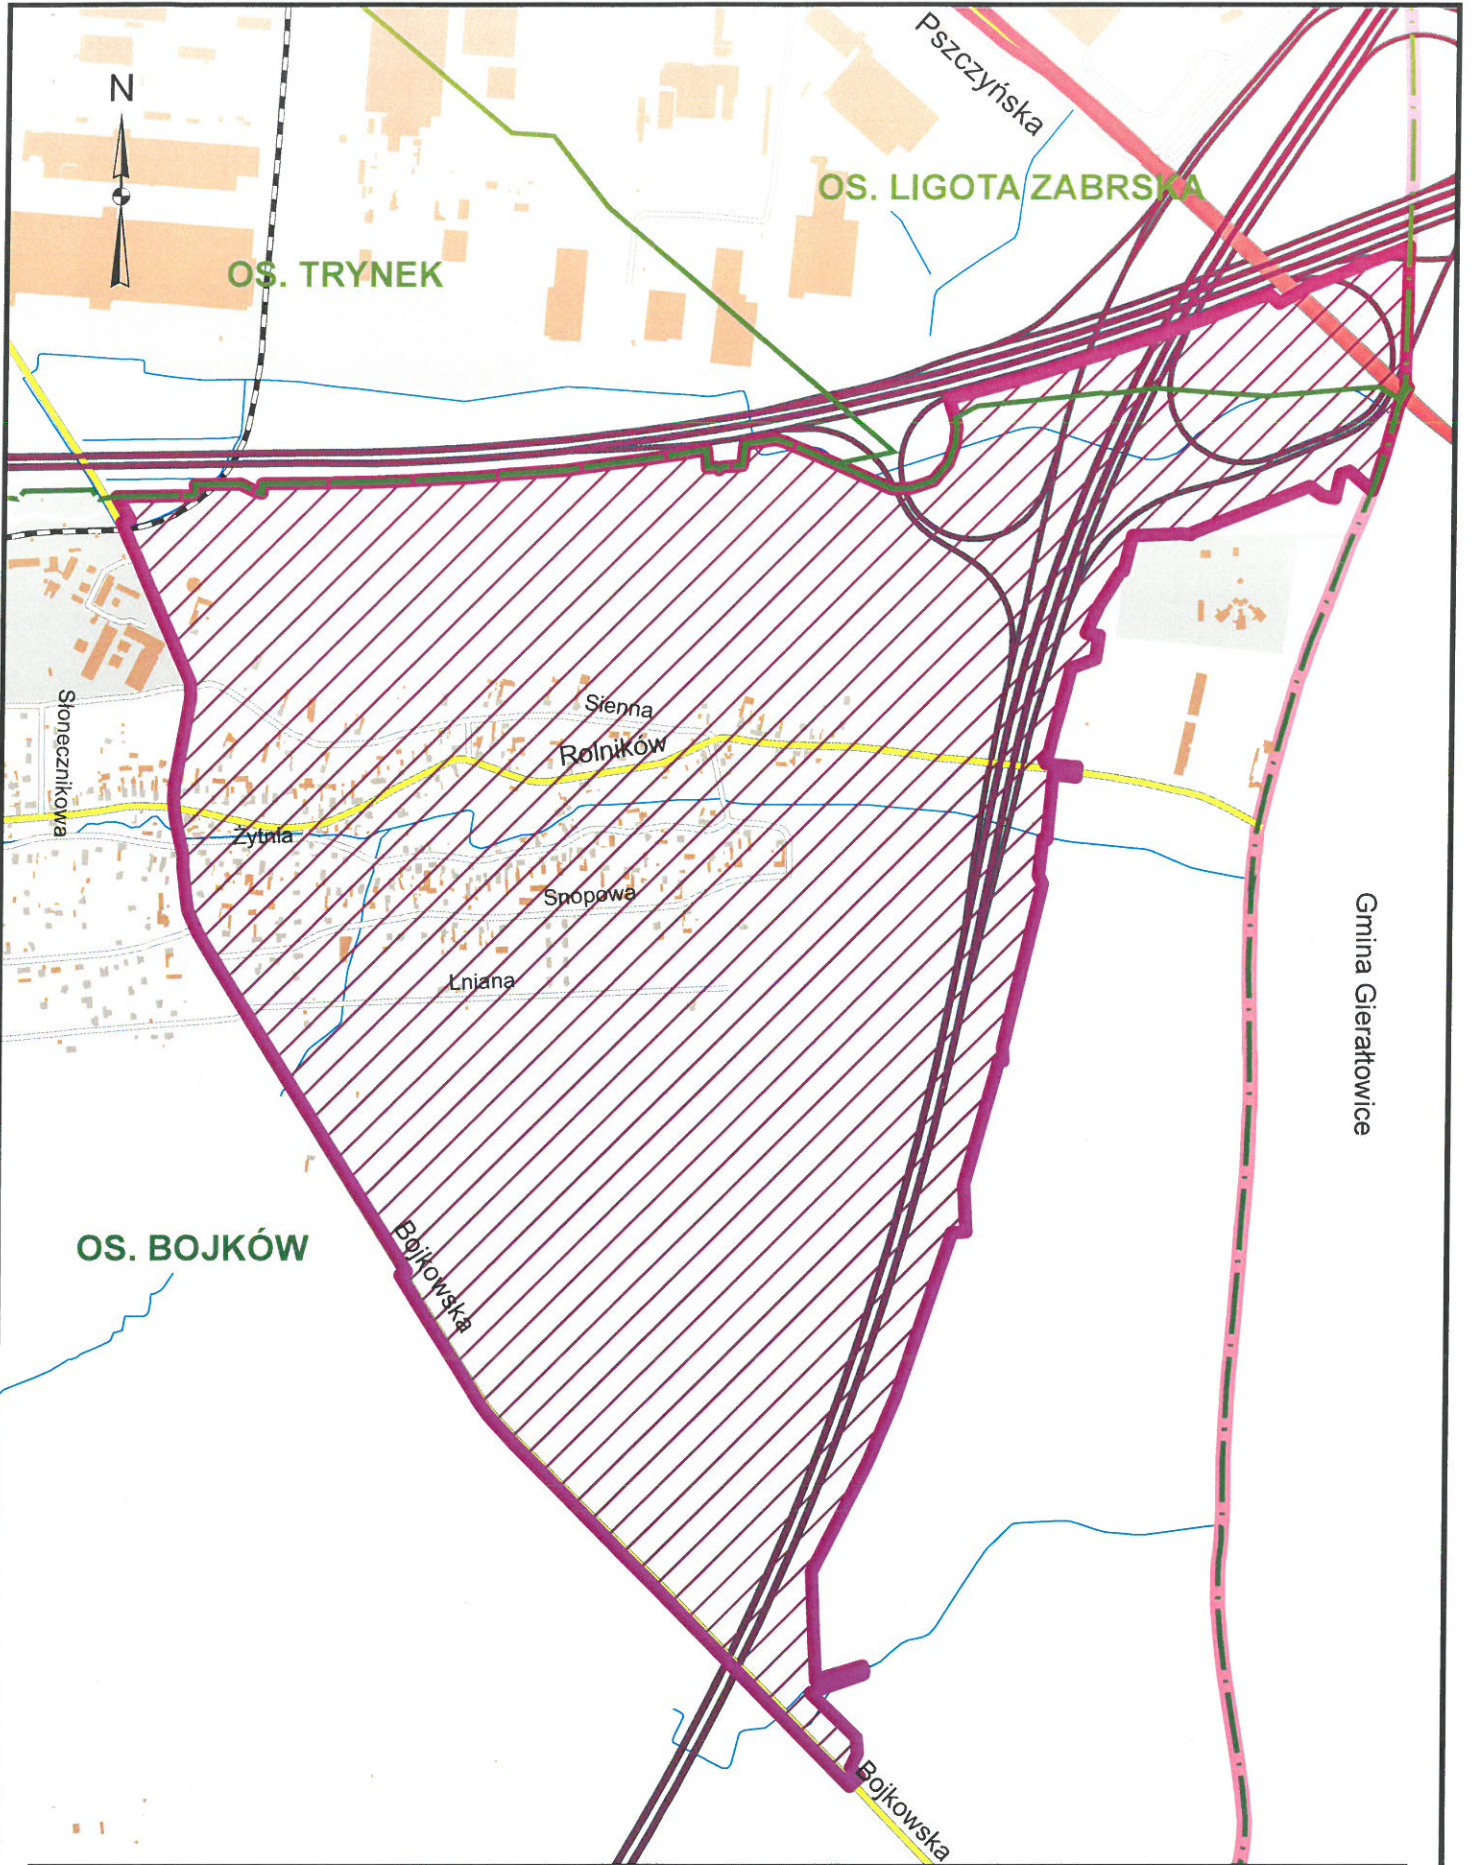 Pszczyńska
N
OS. LIGOTA ZABRSKA
OS. TRYNEK
Słonecznikowa
Sienna
Rolników
Żytnia
Snopowa
Gmina Gierałtowice
Lniana
OS. BOJKÓW
Bojkowska
Bojkowska